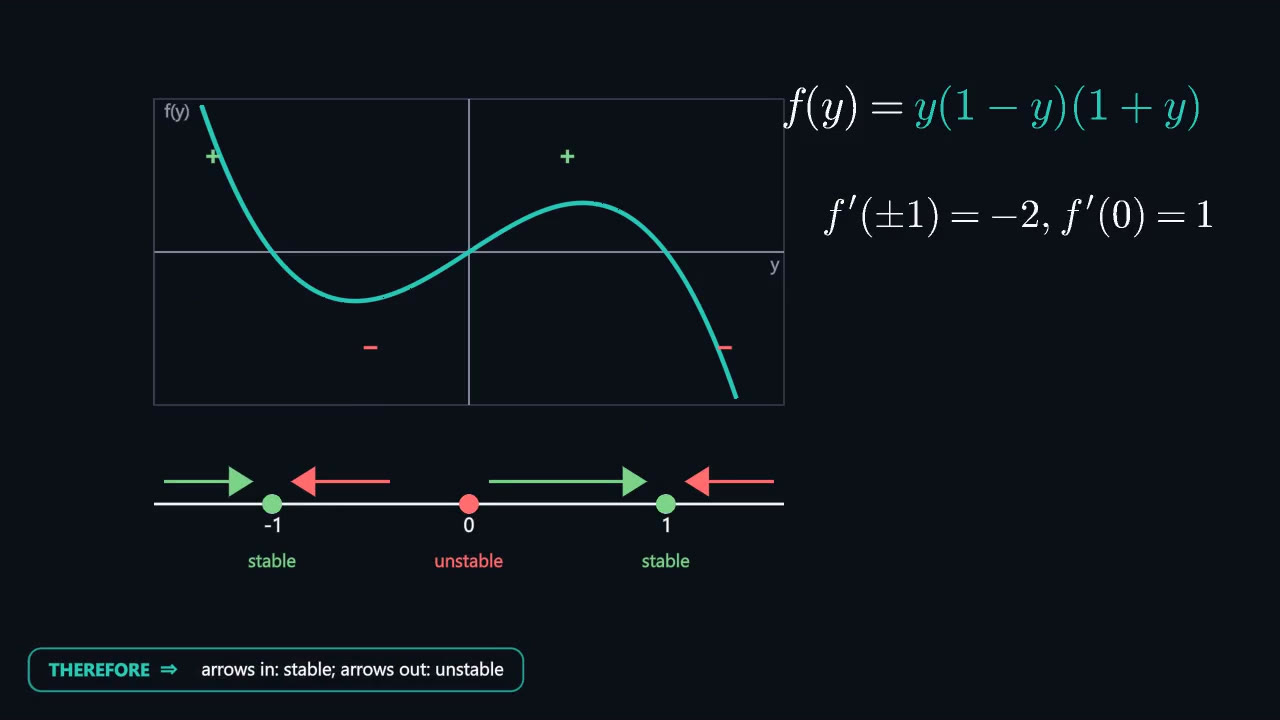 f(y)
f(y) = y(1 − y)(1 + y)
+ +
f′(±1) = −2, f′(0) = 1
y
− −
-1 0 1
stable unstable stable
THEREFORE ⇒ arrows in: stable; arrows out: unstable